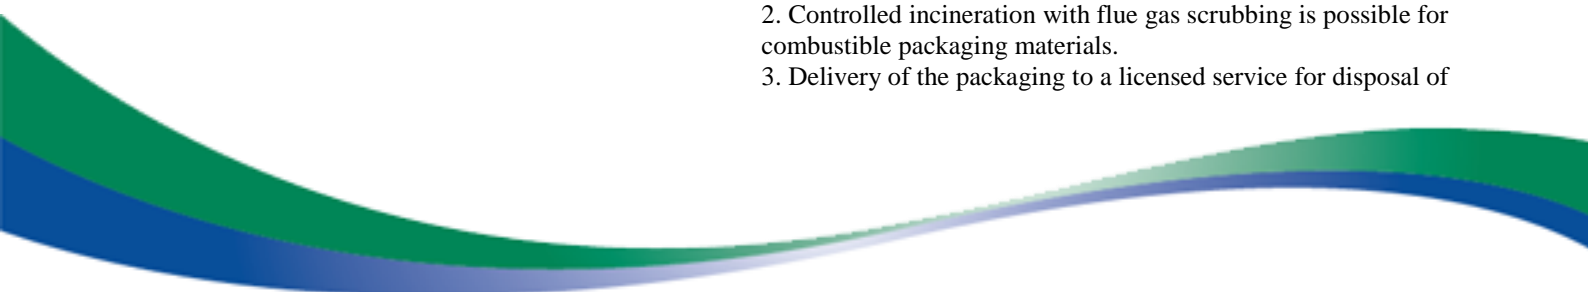 2. Controlled incineration with flue gas scrubbing is possible for
combustible packaging materials.
3. Delivery of the packaging to a licensed service for disposal of